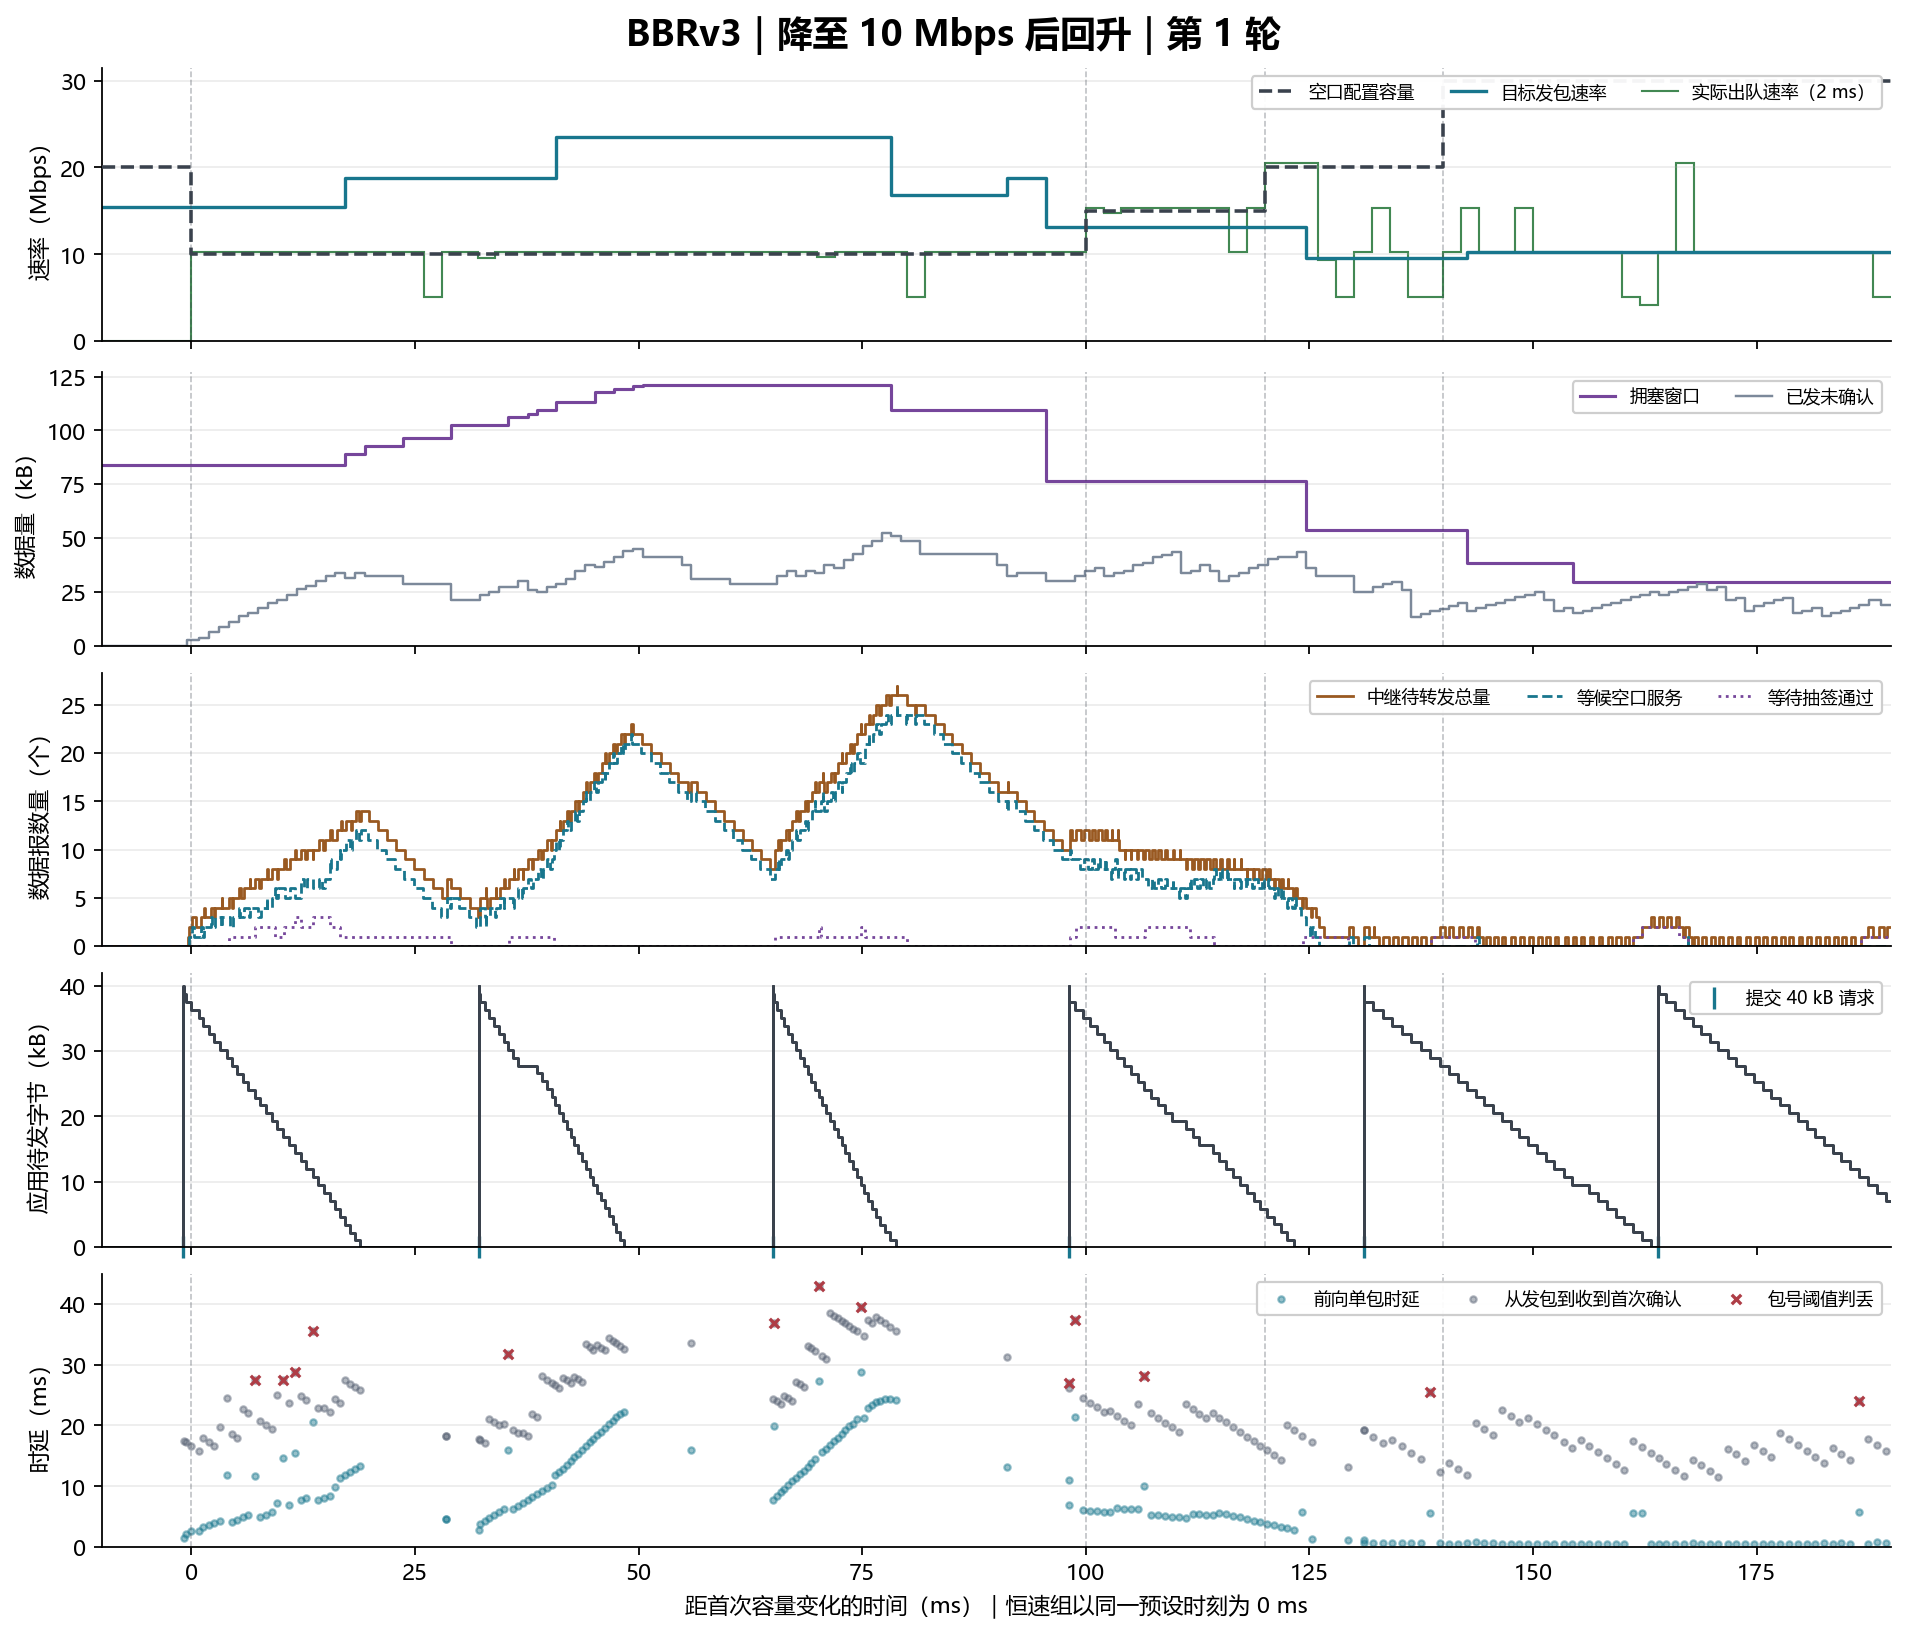 BBRv3 | 降至 10 Mbps 后回升 | 第 1 轮
速率（Mbps）
30
20
10
0
空口配置容量
目标发包速率
实际出队速率（2 ms）
数据量（kB）
125
100
75
50
25
0
拥塞窗口
已发未确认
数据报数量（个）
25
20
15
10
5
0
中继待转发总量
等候空口服务
等待抽签通过
应用待发字节（kB）
40
30
20
10
0
提交 40 kB 请求
时延（ms）
40
30
20
10
0
前向单包时延
从发包到收到首次确认
包号阈值判丢
0
25
50
75
100
125
150
175
距首次容量变化的时间（ms）｜恒速组以同一预设时刻为 0 ms